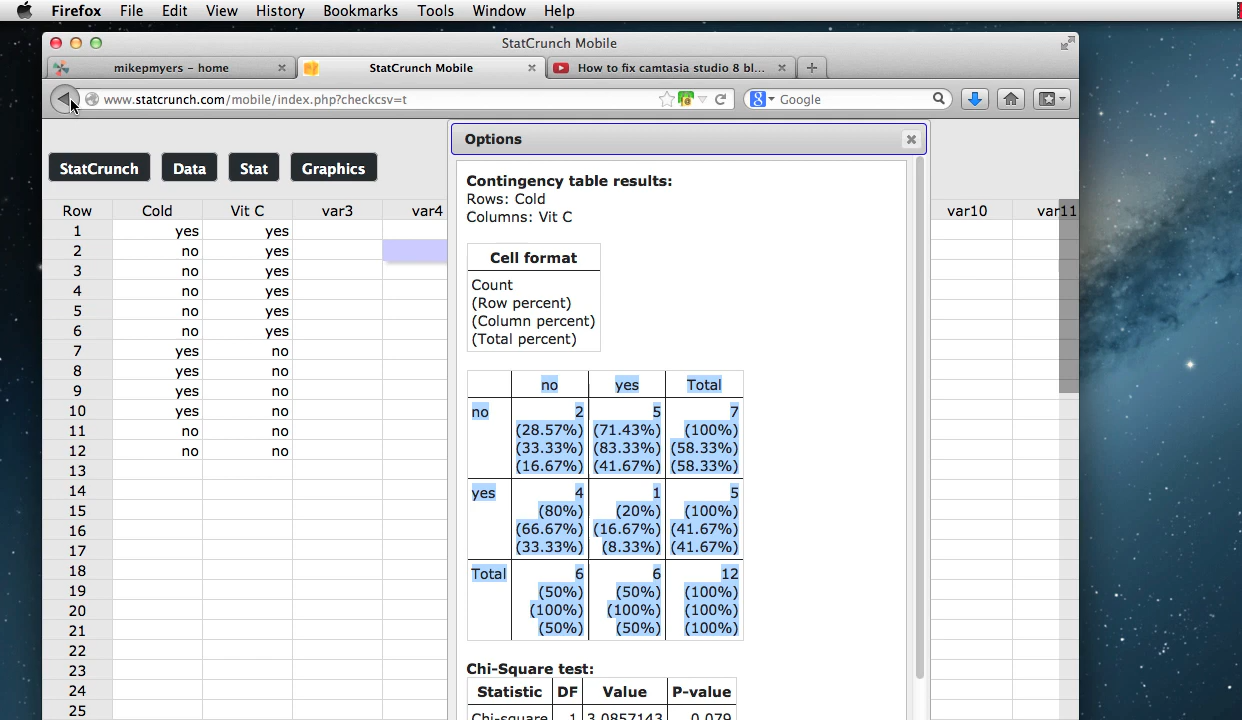 Firefox File Edit View History Bookmarks Tools Window Help
StatCrunch Mobile
mikepmyers - home StatCrunch Mobile How to fix camtasia studio 8 bl...
www.statcrunch.com/mobile/index.php?checkcsv=t Google
StatCrunch Data Stat Graphics
Row Cold Vit C var3 var4 var10 var11
1 yes yes
2 no yes
3 no yes
4 no yes
5 no yes
6 no yes
7 yes no
8 yes no
9 yes no
10 yes no
11 no no
12 no no
13
14
15
16
17
18
19
20
21
22
23
24
25
Options
Contingency table results:
Rows: Cold
Columns: Vit C
Cell format
Count
(Row percent)
(Column percent)
(Total percent)
no yes Total
no 2 5 7
(28.57%) (71.43%) (100%)
(33.33%) (83.33%) (58.33%)
(16.67%) (41.67%) (58.33%)
yes 4 1 5
(80%) (20%) (100%)
(66.67%) (16.67%) (41.67%)
(33.33%) (8.33%) (41.67%)
Total 6 6 12
(50%) (50%) (100%)
(100%) (100%) (100%)
(50%) (50%) (100%)
Chi-Square test:
Statistic DF Value P-value
Chi-square 1 3.0857143 0.079